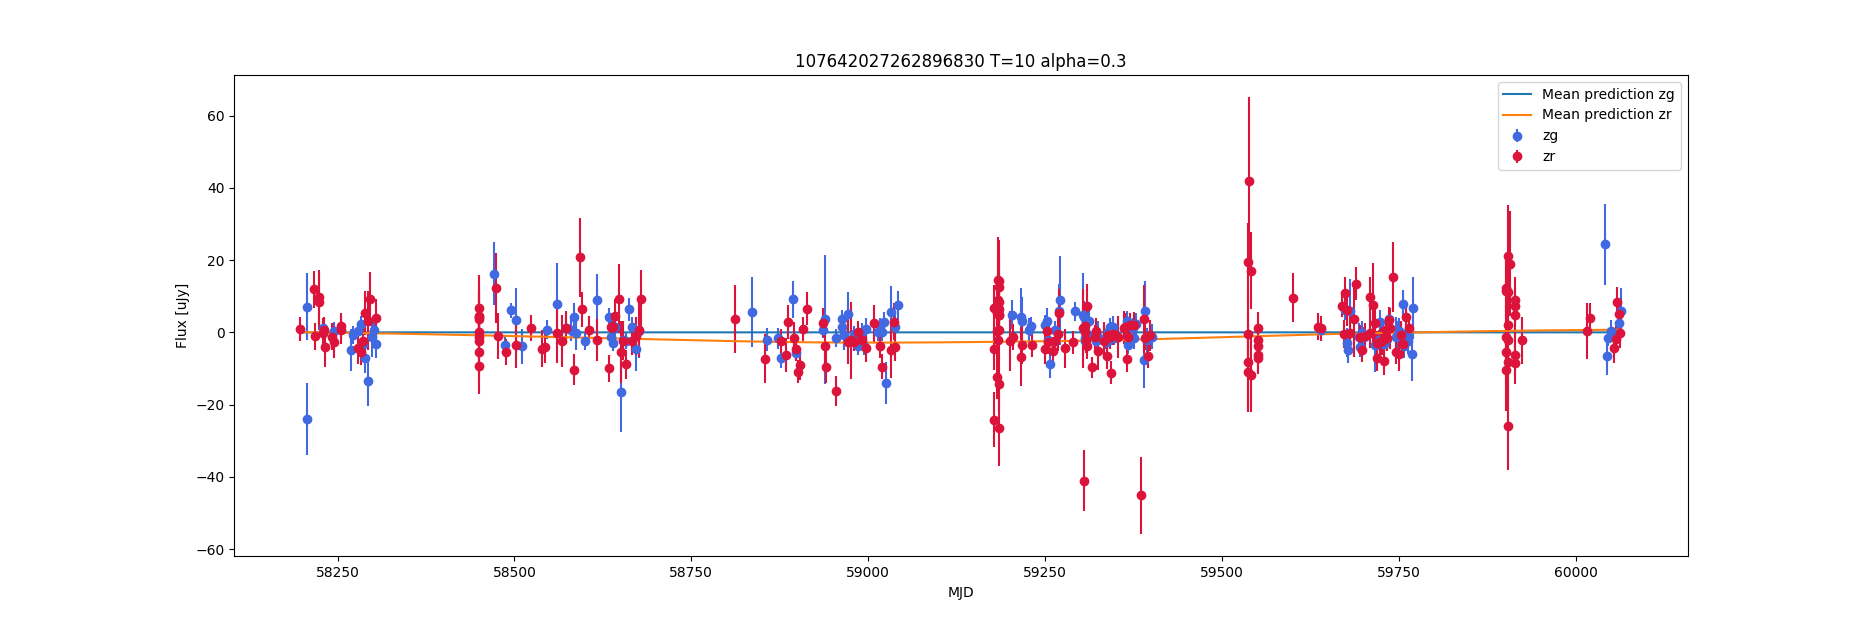 107642027262896830 T=10 alpha=0.3
Mean prediction zg
Mean prediction zr
zg
zr
60
40
20
0
−20
−40
−60
Flux [uJy]
58250
58500
58750
59000
59250
59500
59750
60000
MJD